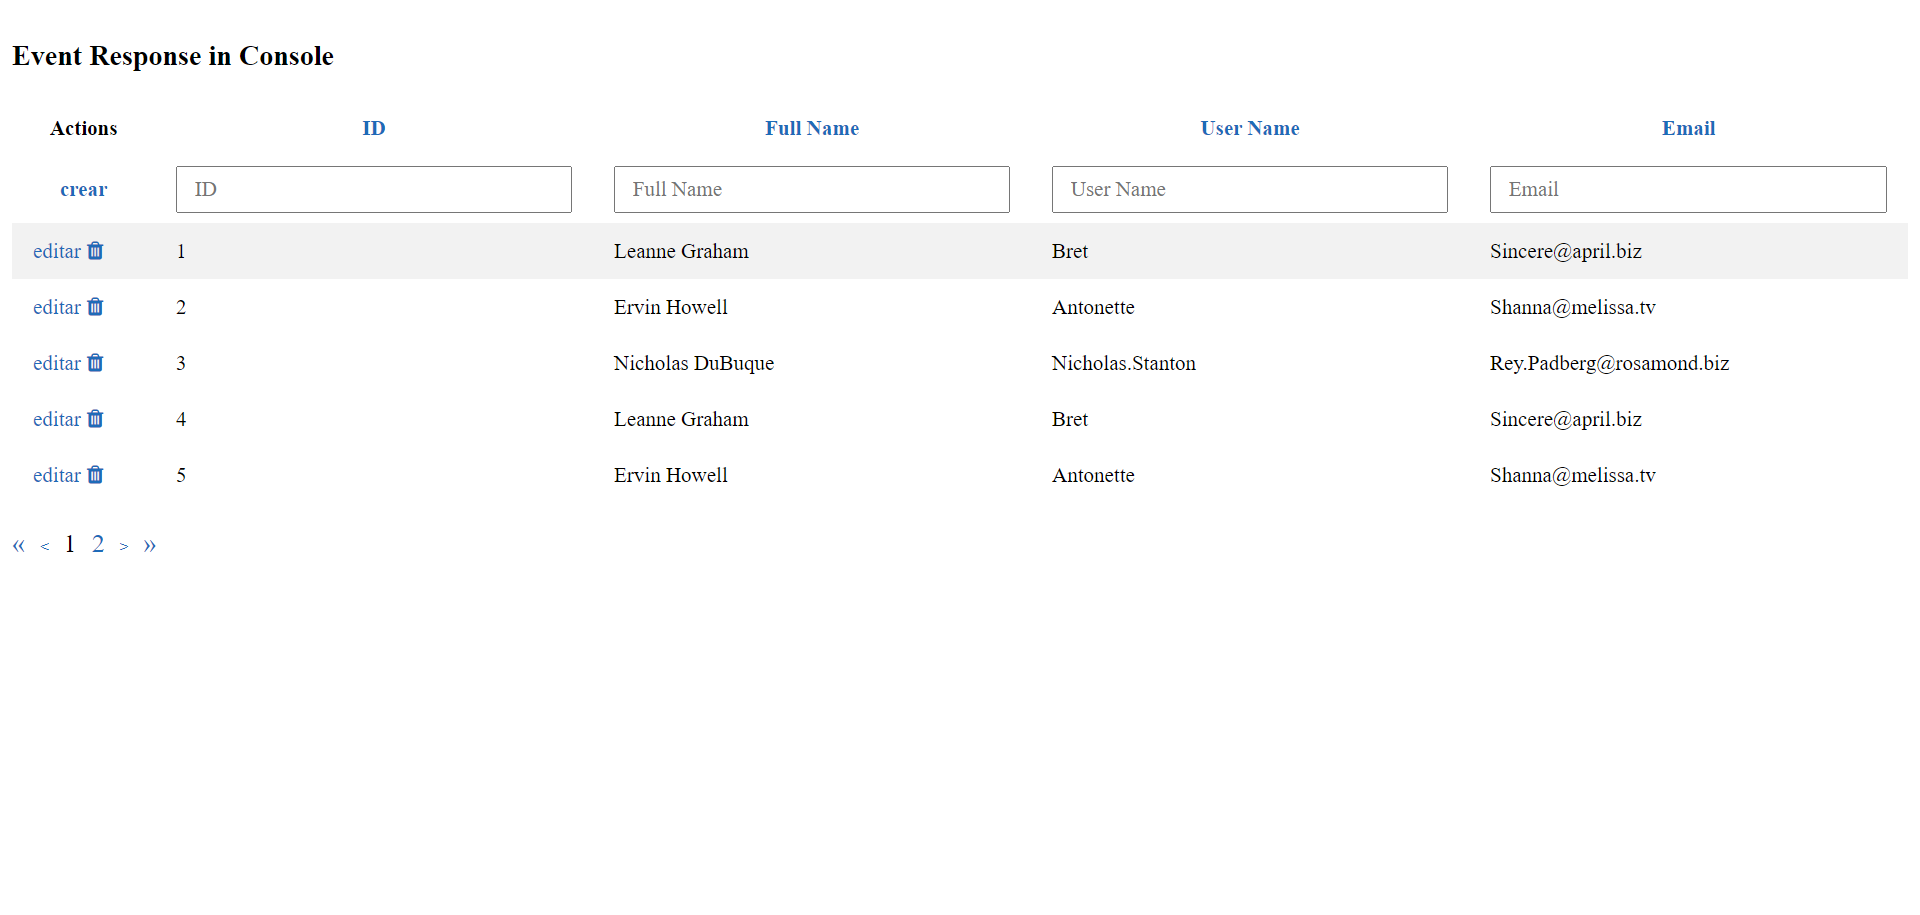 Event Response in Console
Actions ID Full Name User Name Email
crear ID Full Name User Name Email
editar 1 Leanne Graham Bret Sincere@april.biz
editar 2 Ervin Howell Antonette Shanna@melissa.tv
editar 3 Nicholas DuBuque Nicholas.Stanton Rey.Padberg@rosamond.biz
editar 4 Leanne Graham Bret Sincere@april.biz
editar 5 Ervin Howell Antonette Shanna@melissa.tv
« < 1 2 > »